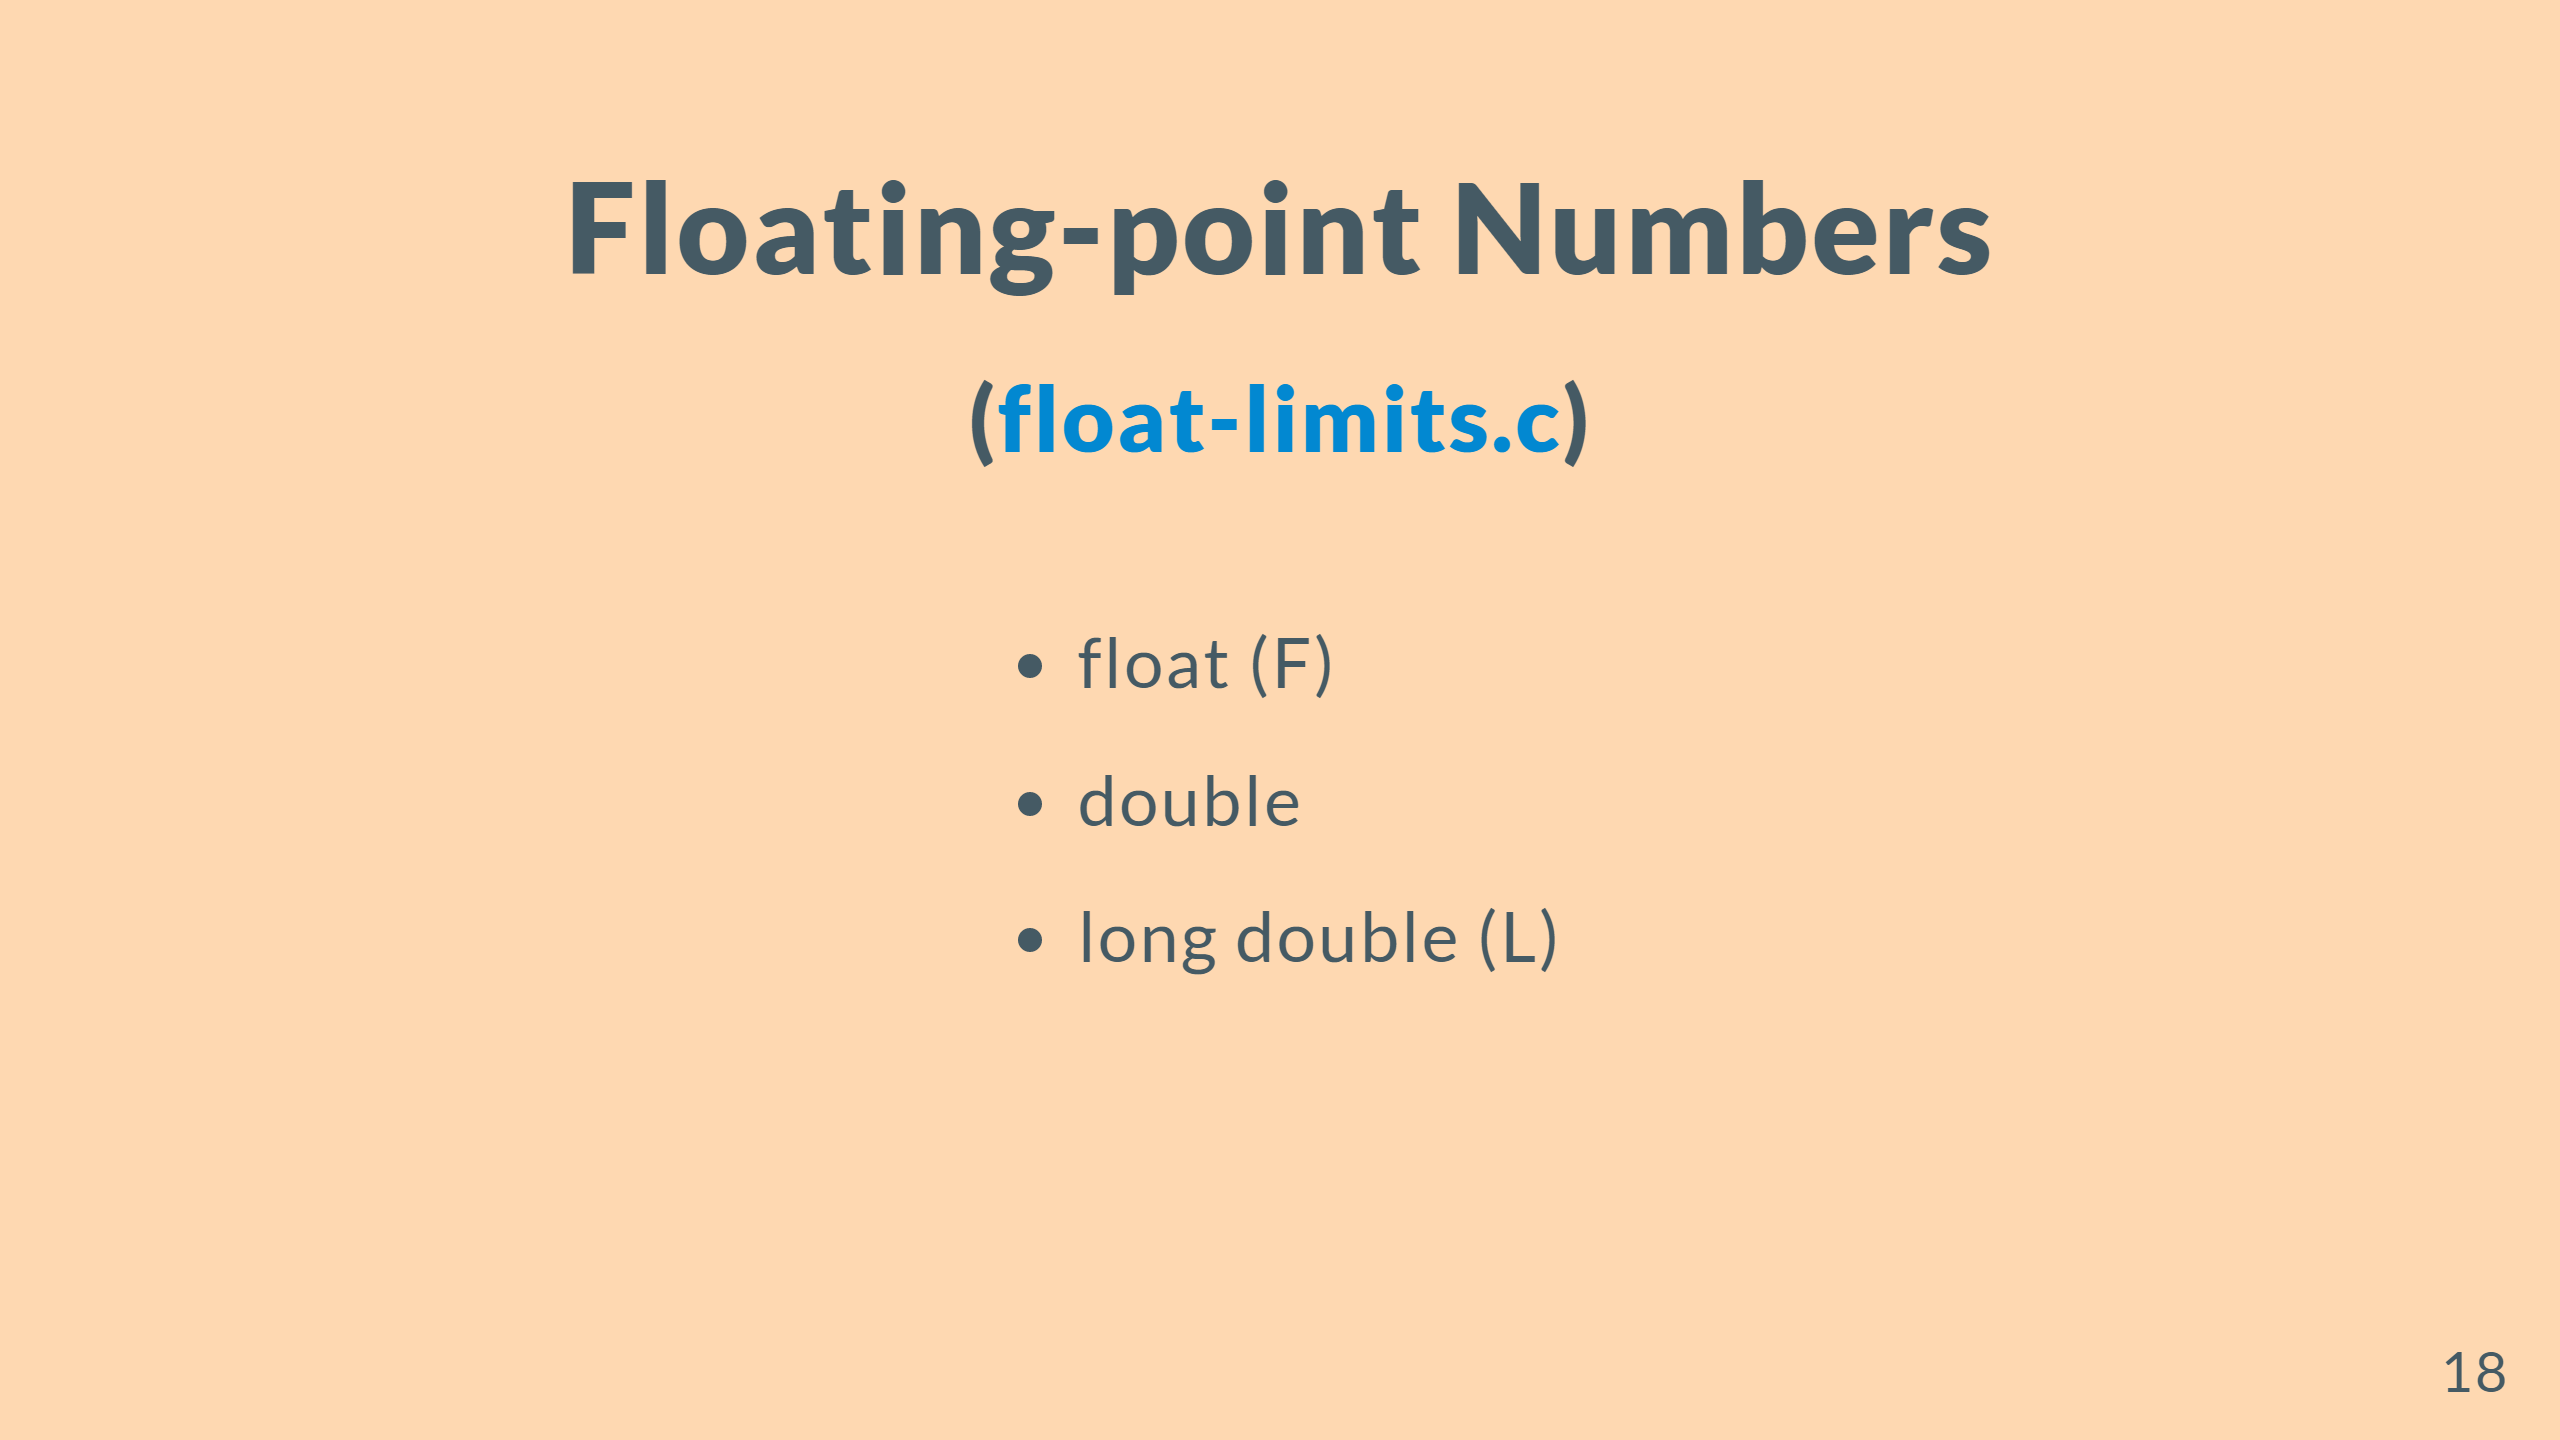 Floating-point Numbers
(float-limits.c)
• float (F)
• double
• long double (L)
18